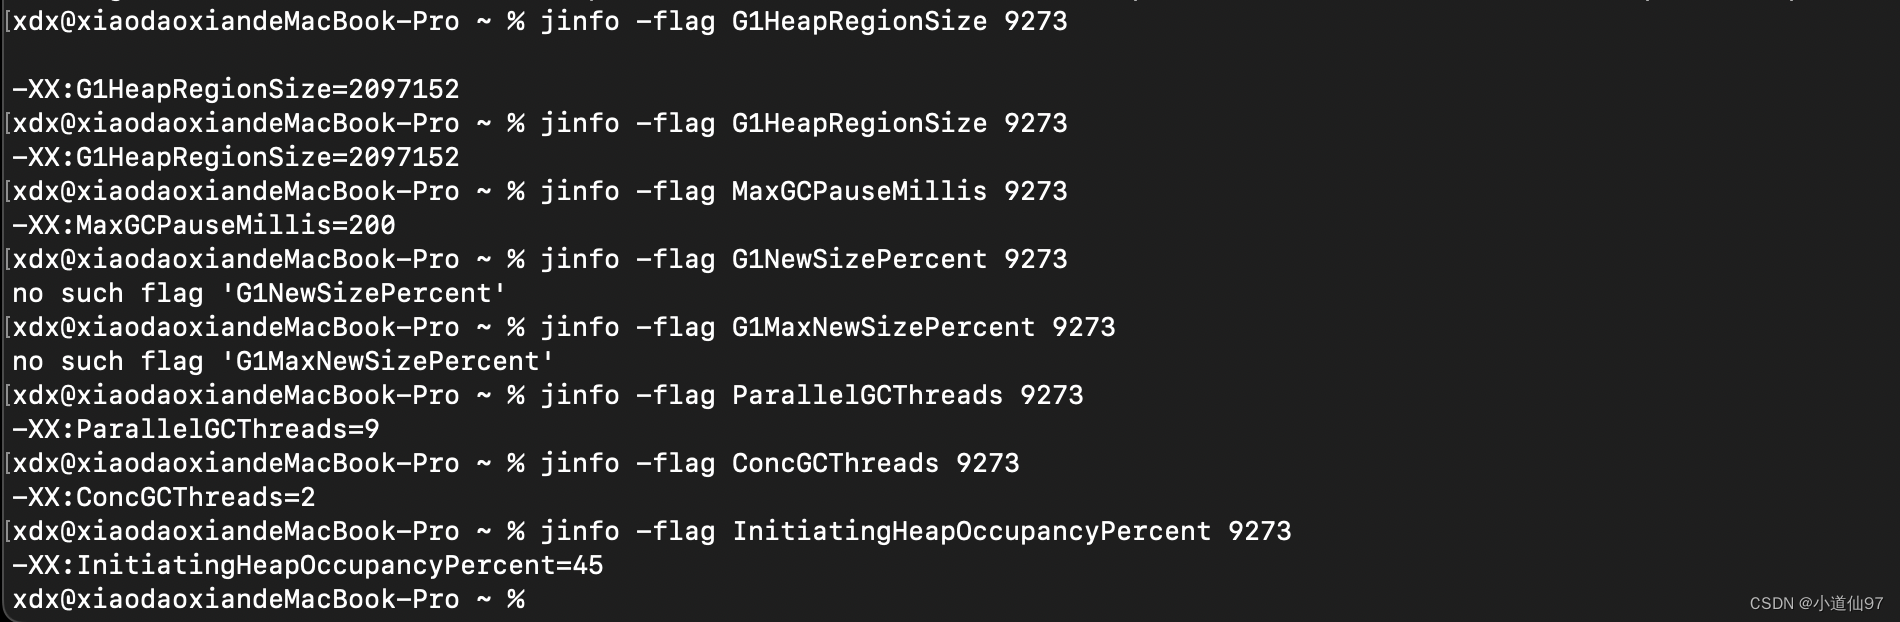 [xdx@xiaodaoxiandeMacBook-Pro ~ % jinfo -flag G1HeapRegionSize 9273
-XX:G1HeapRegionSize=2097152
[xdx@xiaodaoxiandeMacBook-Pro ~ % jinfo -flag G1HeapRegionSize 9273
-XX:G1HeapRegionSize=2097152
[xdx@xiaodaoxiandeMacBook-Pro ~ % jinfo -flag MaxGCPauseMillis 9273
-XX:MaxGCPauseMillis=200
[xdx@xiaodaoxiandeMacBook-Pro ~ % jinfo -flag G1NewSizePercent 9273
no such flag 'G1NewSizePercent'
[xdx@xiaodaoxiandeMacBook-Pro ~ % jinfo -flag G1MaxNewSizePercent 9273
no such flag 'G1MaxNewSizePercent'
[xdx@xiaodaoxiandeMacBook-Pro ~ % jinfo -flag ParallelGCThreads 9273
-XX:ParallelGCThreads=9
[xdx@xiaodaoxiandeMacBook-Pro ~ % jinfo -flag ConcGCThreads 9273
-XX:ConcGCThreads=2
[xdx@xiaodaoxiandeMacBook-Pro ~ % jinfo -flag InitiatingHeapOccupancyPercent 9273
-XX:InitiatingHeapOccupancyPercent=45
xdx@xiaodaoxiandeMacBook-Pro ~ %
CSDN @小道仙97